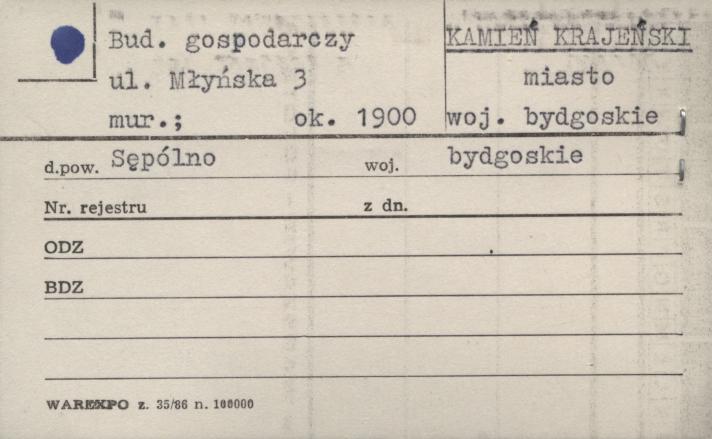 Bud. gospodarczy
ul. Młyńska 3
mur.; ok. 1900
KAMIEŃ KRAJEŃSKI
miasto
woj. bydgoskie
d.pow. Sępólno woj. bydgoskie
Nr. rejestru z dn.
ODZ
BDZ
WAREXPO z. 35/86 n. 100000